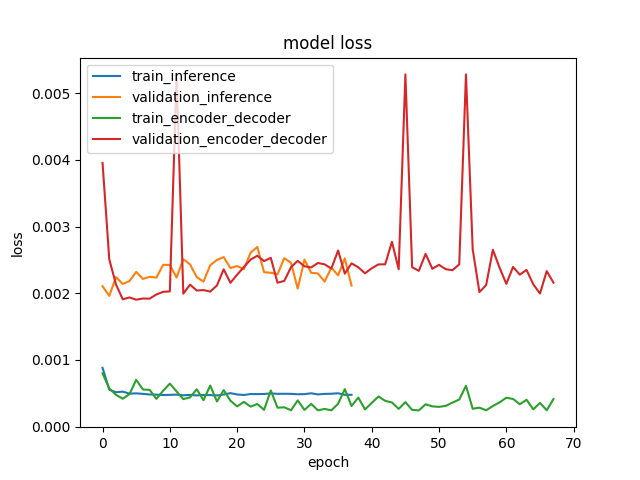 model loss
train_inference
validation_inference
train_encoder_decoder
validation_encoder_decoder
0.005
0.004
0.003
0.002
0.001
0.000
loss
0 10 20 30 40 50 60 70
epoch